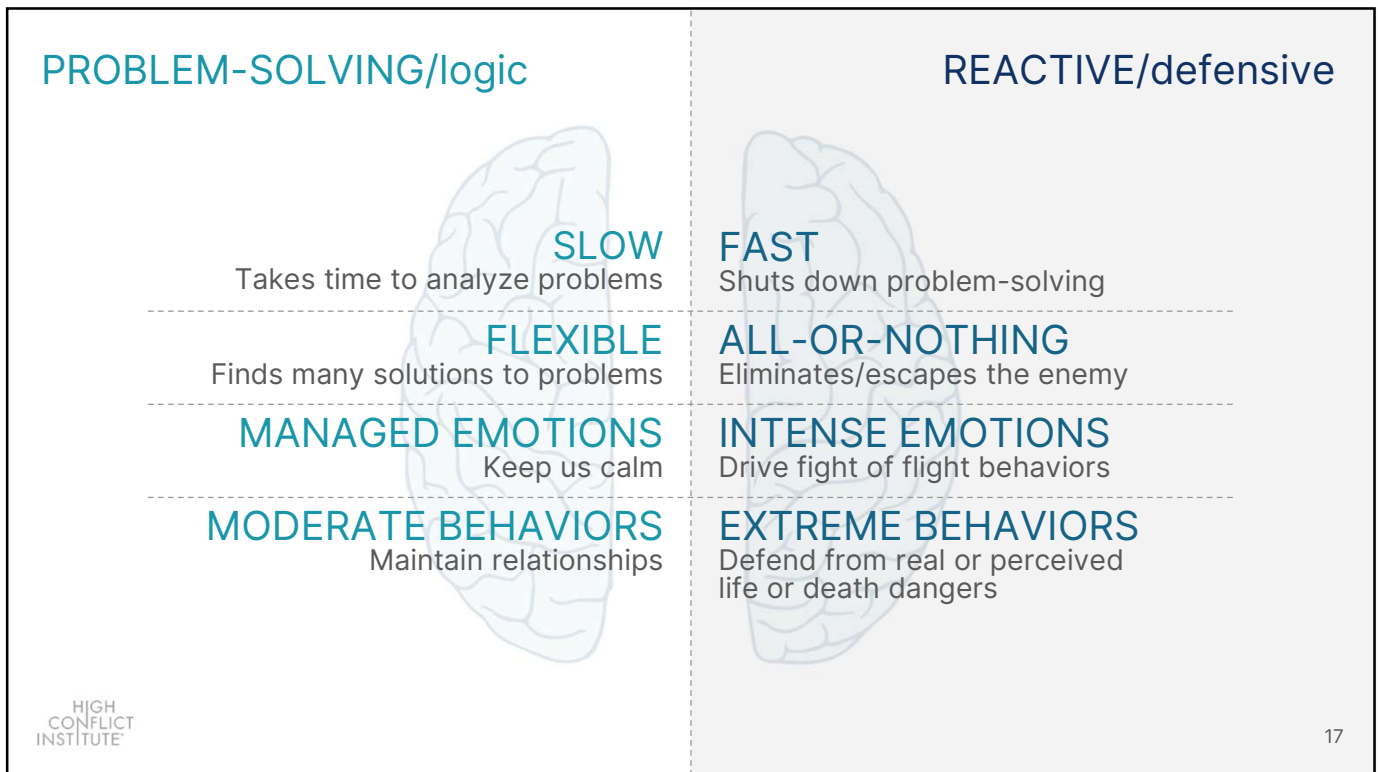 PROBLEM-SOLVING/logic
REACTIVE/defensive
SLOW
Takes time to analyze problems
FAST
Shuts down problem-solving
FLEXIBLE
Finds many solutions to problems
ALL-OR-NOTHING
Eliminates/escapes the enemy
MANAGED EMOTIONS
Keep us calm
INTENSE EMOTIONS
Drive fight of flight behaviors
MODERATE BEHAVIORS
Maintain relationships
EXTREME BEHAVIORS
Defend from real or perceived
life or death dangers
HIGH
CONFLICT
INSTITUTE
17